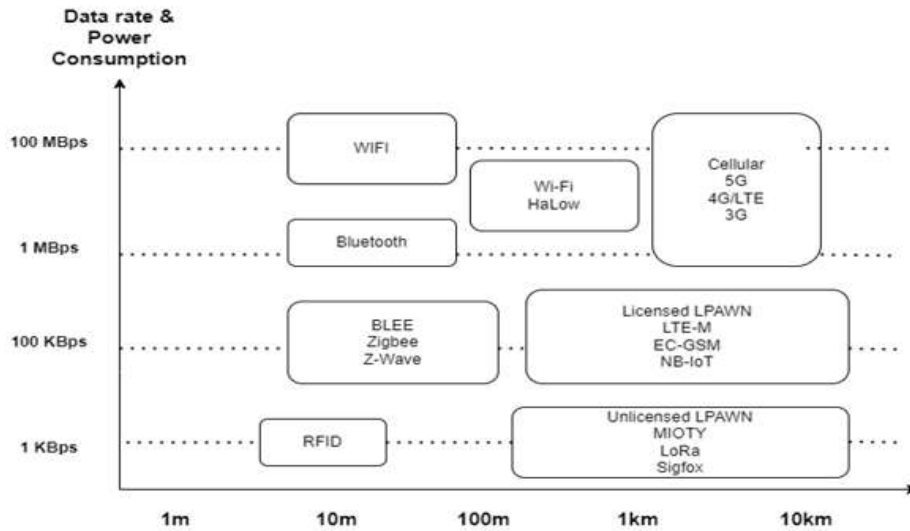 Data rate &
Power
Consumption
100 MBps
WIFI
Wi-Fi
HaLow
Cellular
5G
4G/LTE
3G
1 MBps
Bluetooth
100 KBps
BLEE
Zigbee
Z-Wave
Licensed LPAWN
LTE-M
EC-GSM
NB-IoT
1 KBps
RFID
Unlicensed LPAWN
MIOTY
LoRa
Sigfox
1m
10m
100m
1km
10km